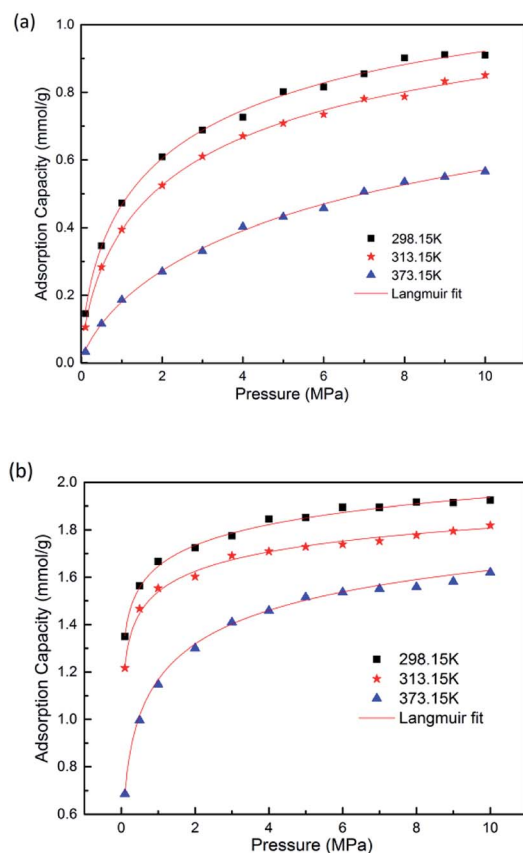 (a)
1.0
0.8
0.6
0.4
0.2
0.0
Adsorption Capacity (mmol/g)
298.15K
313.15K
373.15K
Langmuir fit
0 2 4 6 8 10
Pressure (MPa)
(b)
2.0
1.8
1.6
1.4
1.2
1.0
0.8
0.6
Adsorption Capacity (mmol/g)
298.15K
313.15K
373.15K
Langmuir fit
0 2 4 6 8 10
Pressure (MPa)